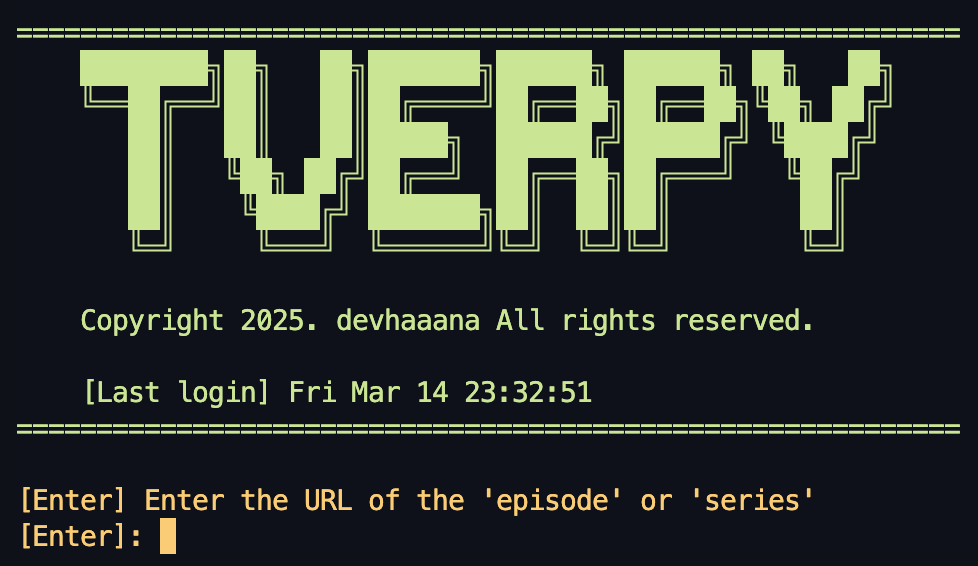 ==========================================================
TVERPY
Copyright 2025. devhaaana All rights reserved.
[Last login] Fri Mar 14 23:32:51
==========================================================
[Enter] Enter the URL of the 'episode' or 'series'
[Enter]: